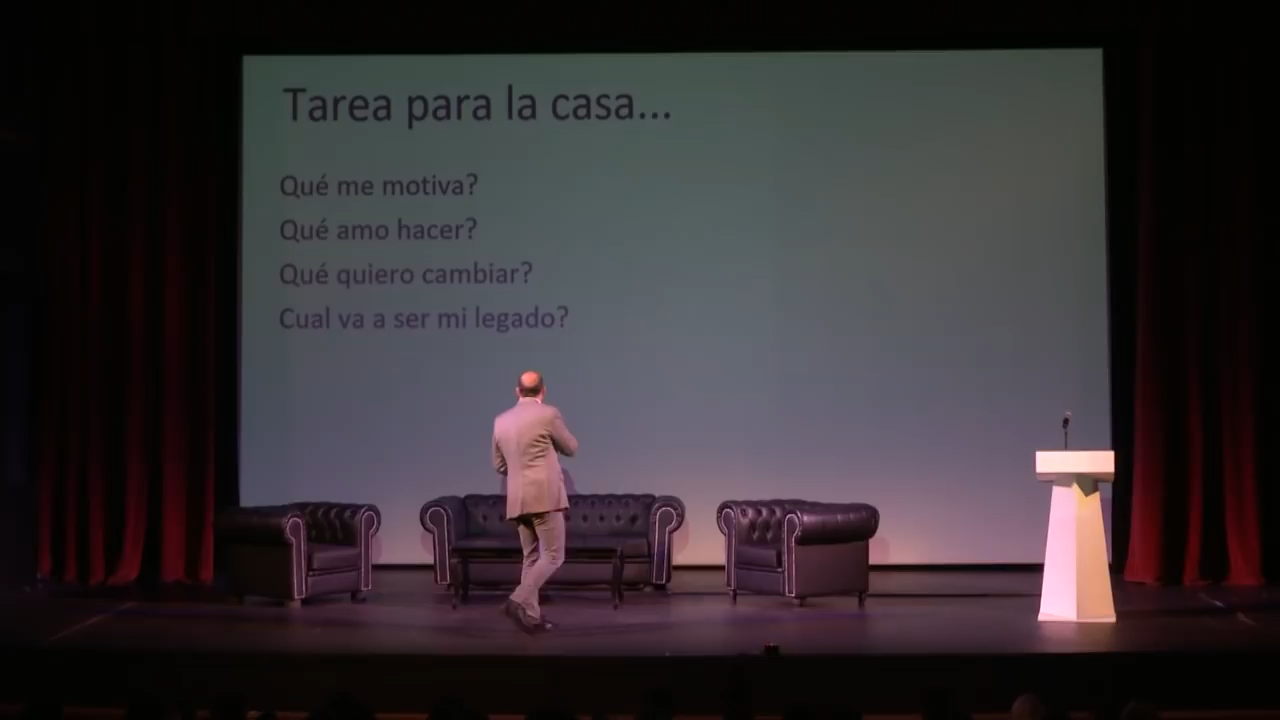 Tarea para la casa...
Qué me motiva?
Qué amo hacer?
Qué quiero cambiar?
Cual va a ser mi legado?